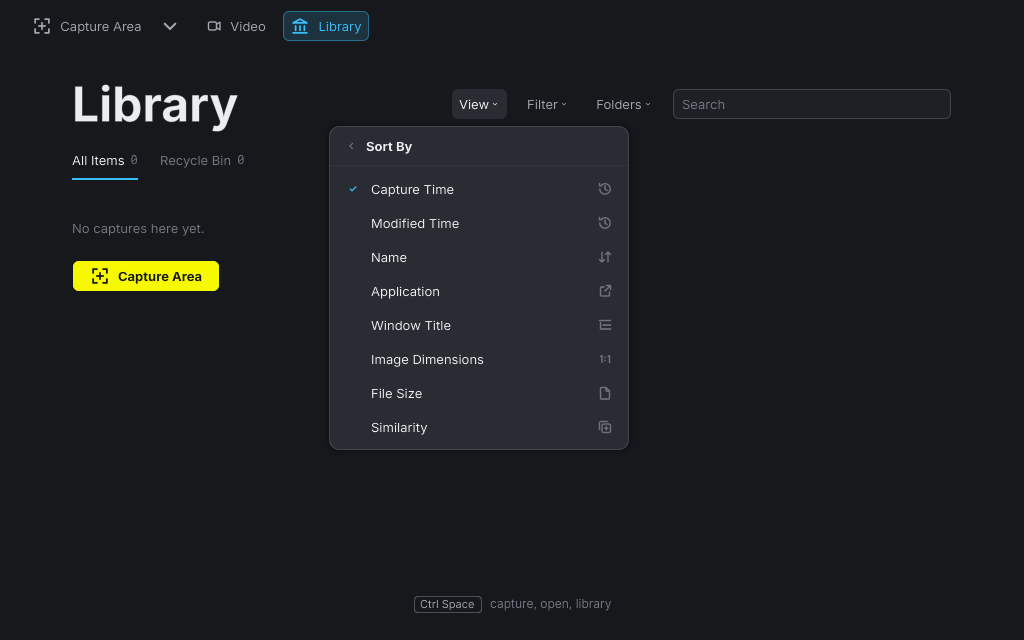 Capture Area
Video
Library
Library
View
Filter
Folders
Search
Sort By
All Items 0
Recycle Bin 0
Capture Time
Modified Time
No captures here yet.
Name
Capture Area
Application
Window Title
Image Dimensions 1:1
File Size
Similarity
Ctrl Space capture, open, library